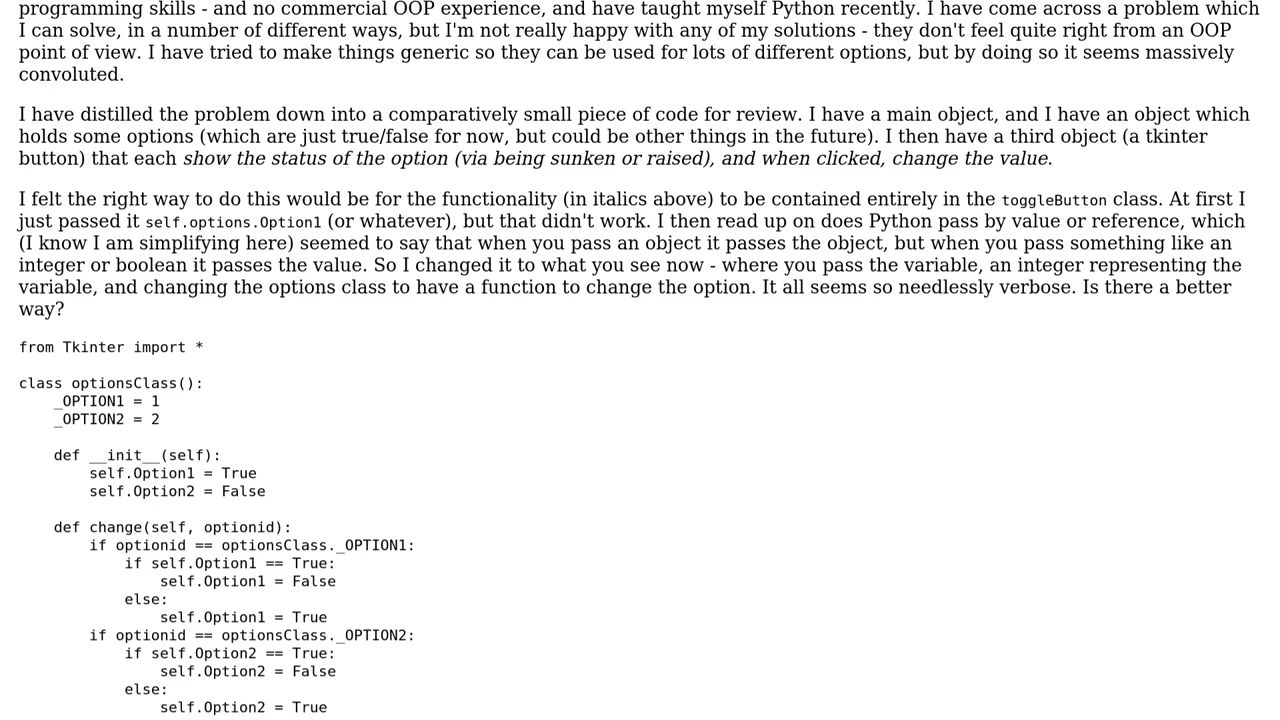 programming skills - and no commercial OOP experience, and have taught myself Python recently. I have come across a problem which
I can solve, in a number of different ways, but I'm not really happy with any of my solutions - they don't feel quite right from an OOP
point of view. I have tried to make things generic so they can be used for lots of different options, but by doing so it seems massively
convoluted.
I have distilled the problem down into a comparatively small piece of code for review. I have a main object, and I have an object which
holds some options (which are just true/false for now, but could be other things in the future). I then have a third object (a tkinter
button) that each show the status of the option (via being sunken or raised), and when clicked, change the value.
I felt the right way to do this would be for the functionality (in italics above) to be contained entirely in the toggleButton class. At first I
just passed it self.options.Option1 (or whatever), but that didn't work. I then read up on does Python pass by value or reference, which
(I know I am simplifying here) seemed to say that when you pass an object it passes the object, but when you pass something like an
integer or boolean it passes the value. So I changed it to what you see now - where you pass the variable, an integer representing the
variable, and changing the options class to have a function to change the option. It all seems so needlessly verbose. Is there a better
way?
from Tkinter import *
class optionsClass():
    _OPTION1 = 1
    _OPTION2 = 2
    def __init__(self):
        self.Option1 = True
        self.Option2 = False
    def change(self, optionid):
        if optionid == optionsClass._OPTION1:
            if self.Option1 == True:
                self.Option1 = False
            else:
                self.Option1 = True
        if optionid == optionsClass._OPTION2:
            if self.Option2 == True:
                self.Option2 = False
            else:
                self.Option2 = True